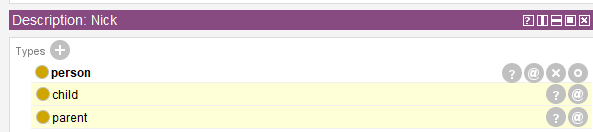 Description: Nick
Types
person
child
parent